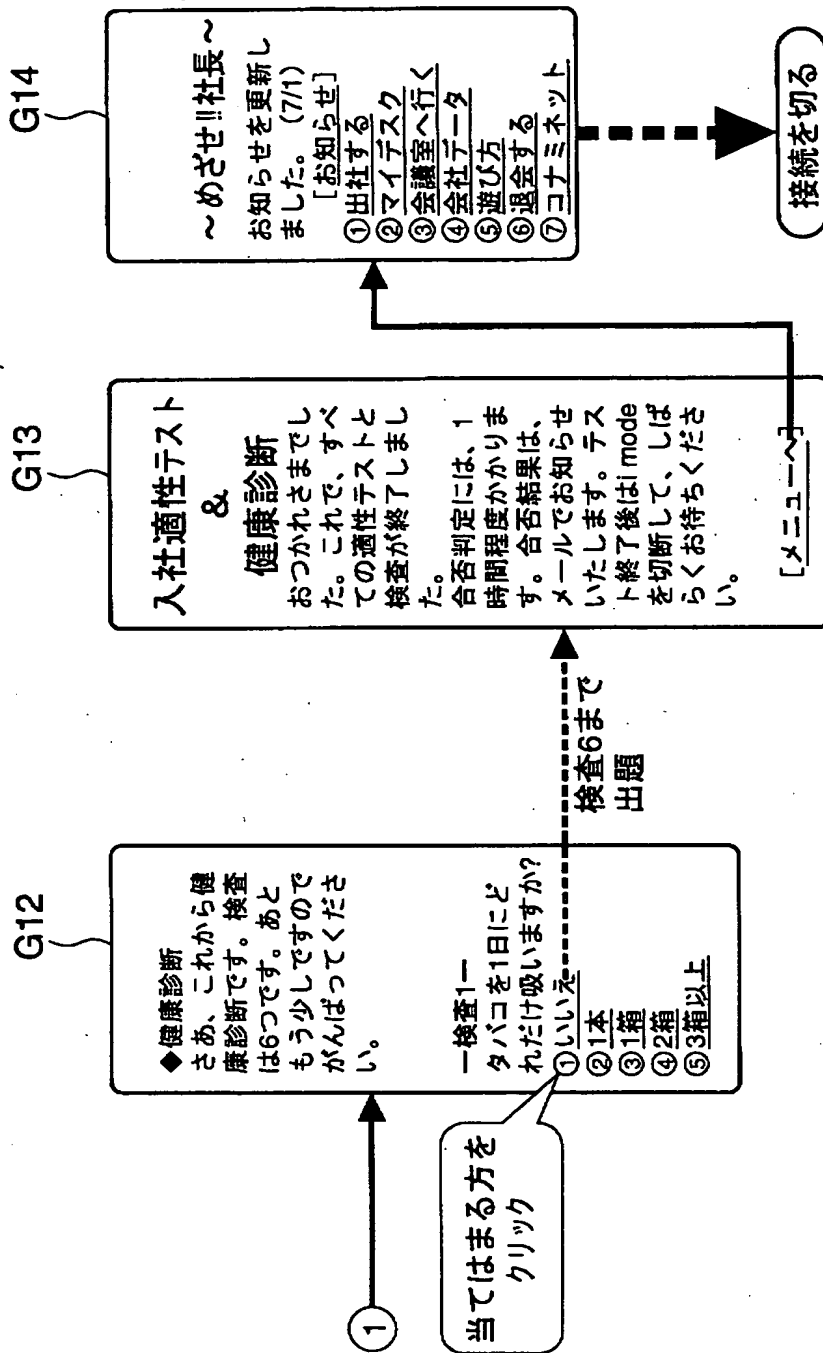 G12
G13
G14
①
◆健康診断
さあ、これから健
康診断です。検査
は6つです。あと
もう少しですので
がんばってくださ
い。
ー検査1ー
タバコを1日にど
れだけ吸いますか?
①いいえ
②1本
③1箱
④2箱
⑤3箱以上
当てはまる方を
クリック
検査6まで
出題
入社適性テスト
&
健康診断
おつかれさまでし
た。これで、すべ
ての適性テストと
検査が終了しまし
た。
合否判定には、1
時間程度かかりま
す。合否結果は、
メールでお知らせ
いたします。テス
ト終了後はi mode
を切断して、しば
らくお待ちくださ
い。
[メニューへ]
～めざせ!!社長～
お知らせを更新し
ました。(7/1)
[お知らせ]
①出社する
②マイデスク
③会議室へ行く
④会社データ
⑤遊び方
⑥退会する
⑦コナミネット
接続を切る